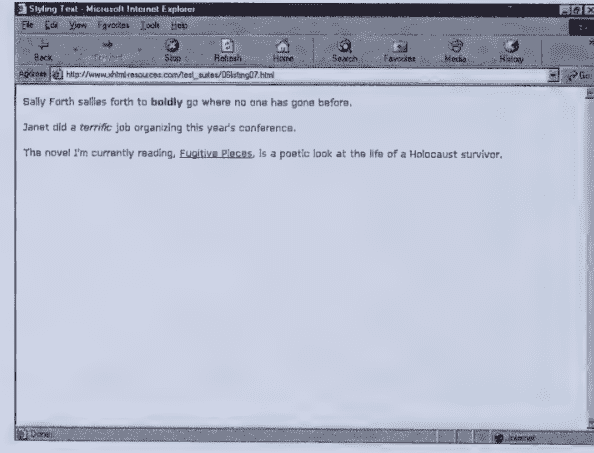 Styling Text - Microsoft Internet Explorer
File Edit View Favorites Tools Help
Back Stop Refresh Home Search Favorites Media History
Address http://www.xhtml-resources.com/test_suites/06listing07.html Go
Sally Forth sallies forth to boldly go where no one has gone before.
Janet did a terrific job organizing this year's conference.
The novel I'm currently reading, Fugitive Pieces, is a poetic look at the life of a Holocaust survivor.
Done Internet